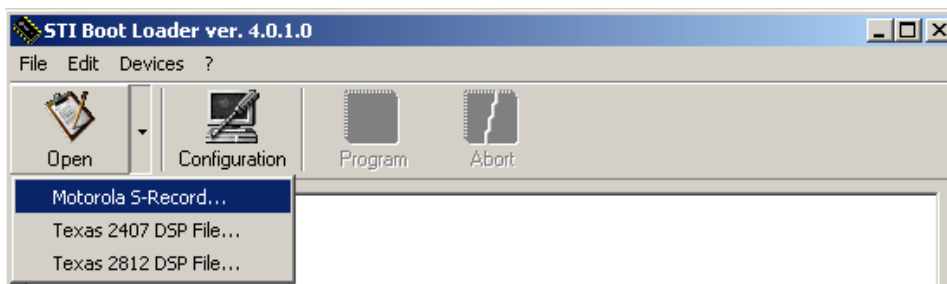 STI Boot Loader ver. 4.0.1.0
File Edit Devices ?
Open Configuration Program Abort
Motorola S-Record...
Texas 2407 DSP File...
Texas 2812 DSP File...